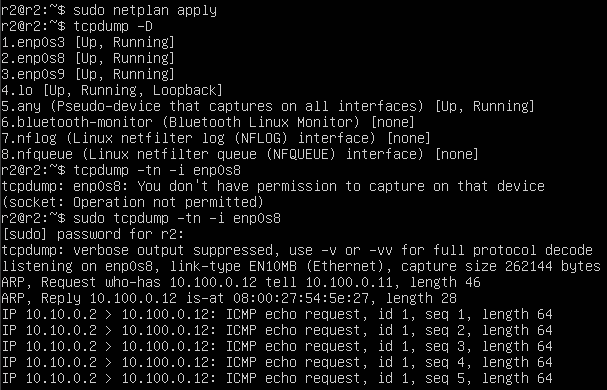 r2@r2:~$ sudo netplan apply
r2@r2:~$ tcpdump -D
1.enp0s3 [Up, Running]
2.enp0s8 [Up, Running]
3.enp0s9 [Up, Running]
4.lo [Up, Running, Loopback]
5.any (Pseudo-device that captures on all interfaces) [Up, Running]
6.bluetooth-monitor (Bluetooth Linux Monitor) [none]
7.nflog (Linux netfilter log (NFLOG) interface) [none]
8.nfqueue (Linux netfilter queue (NFQUEUE) interface) [none]
r2@r2:~$ tcpdump -tn -i enp0s8
tcpdump: enp0s8: You don't have permission to capture on that device
(socket: Operation not permitted)
r2@r2:~$ sudo tcpdump -tn -i enp0s8
[sudo] password for r2:
tcpdump: verbose output suppressed, use -v or -vv for full protocol decode
listening on enp0s8, link-type EN10MB (Ethernet), capture size 262144 bytes
ARP, Request who-has 10.100.0.12 tell 10.100.0.11, length 46
ARP, Reply 10.100.0.12 is-at 08:00:27:54:5e:27, length 28
IP 10.10.0.2 > 10.100.0.12: ICMP echo request, id 1, seq 1, length 64
IP 10.10.0.2 > 10.100.0.12: ICMP echo request, id 1, seq 2, length 64
IP 10.10.0.2 > 10.100.0.12: ICMP echo request, id 1, seq 3, length 64
IP 10.10.0.2 > 10.100.0.12: ICMP echo request, id 1, seq 4, length 64
IP 10.10.0.2 > 10.100.0.12: ICMP echo request, id 1, seq 5, length 64